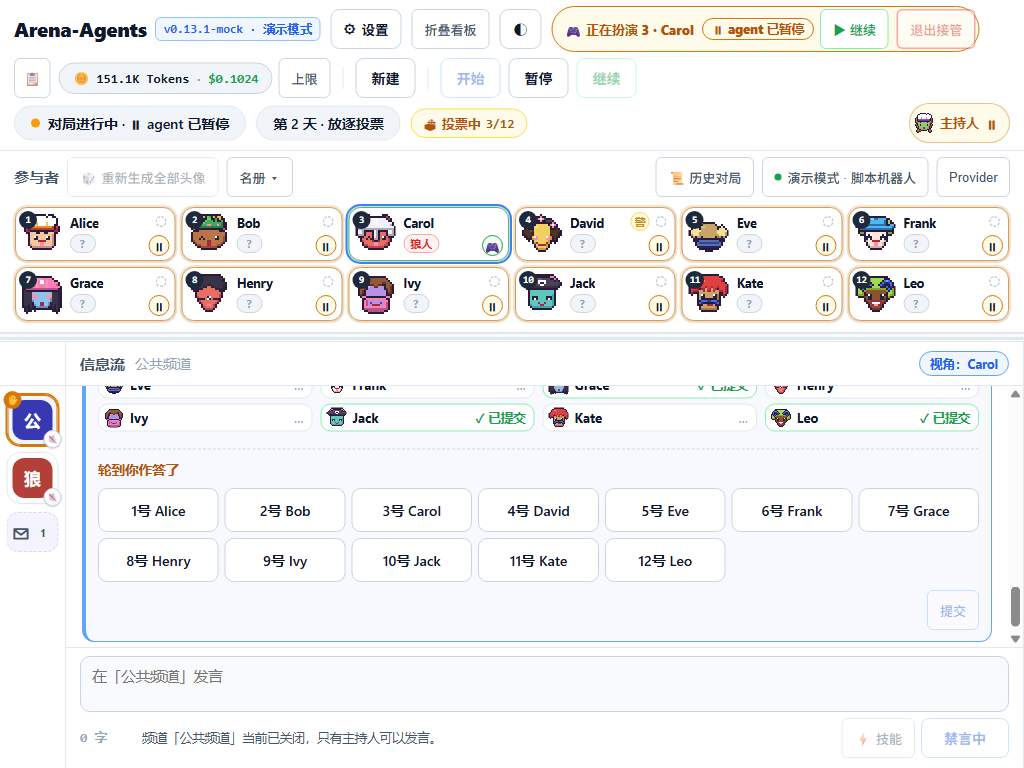 Arena-Agents v0.13.1-mock · 演示模式 设置 折叠看板 正在扮演 3 · Carol agent 已暂停 继续 退出接管
151.1K Tokens · $0.1024 上限 新建 开始 暂停 继续
对局进行中 · agent 已暂停 第 2 天 · 放逐投票 投票中 3/12 主持人
参与者 重新生成全部头像 名册 历史对局 演示模式 · 脚本机器人 Provider
1 Alice ? 2 Bob ? 3 Carol 狼人 4 David 警 ? 5 Eve ? 6 Frank ?
7 Grace ? 8 Henry ? 9 Ivy ? 10 Jack ? 11 Kate ? 12 Leo ?
信息流 公共频道 视角: Carol
公
狼
1
Eve ... Frank ... Grace ✓ 已提交 Henry ...
Ivy ... Jack ✓ 已提交 Kate ... Leo ✓ 已提交
轮到你作答了
1号 Alice 2号 Bob 3号 Carol 4号 David 5号 Eve 6号 Frank 7号 Grace
8号 Henry 9号 Ivy 10号 Jack 11号 Kate 12号 Leo
提交
在「公共频道」发言
0 字 频道「公共频道」当前已关闭，只有主持人可以发言。 技能 禁言中